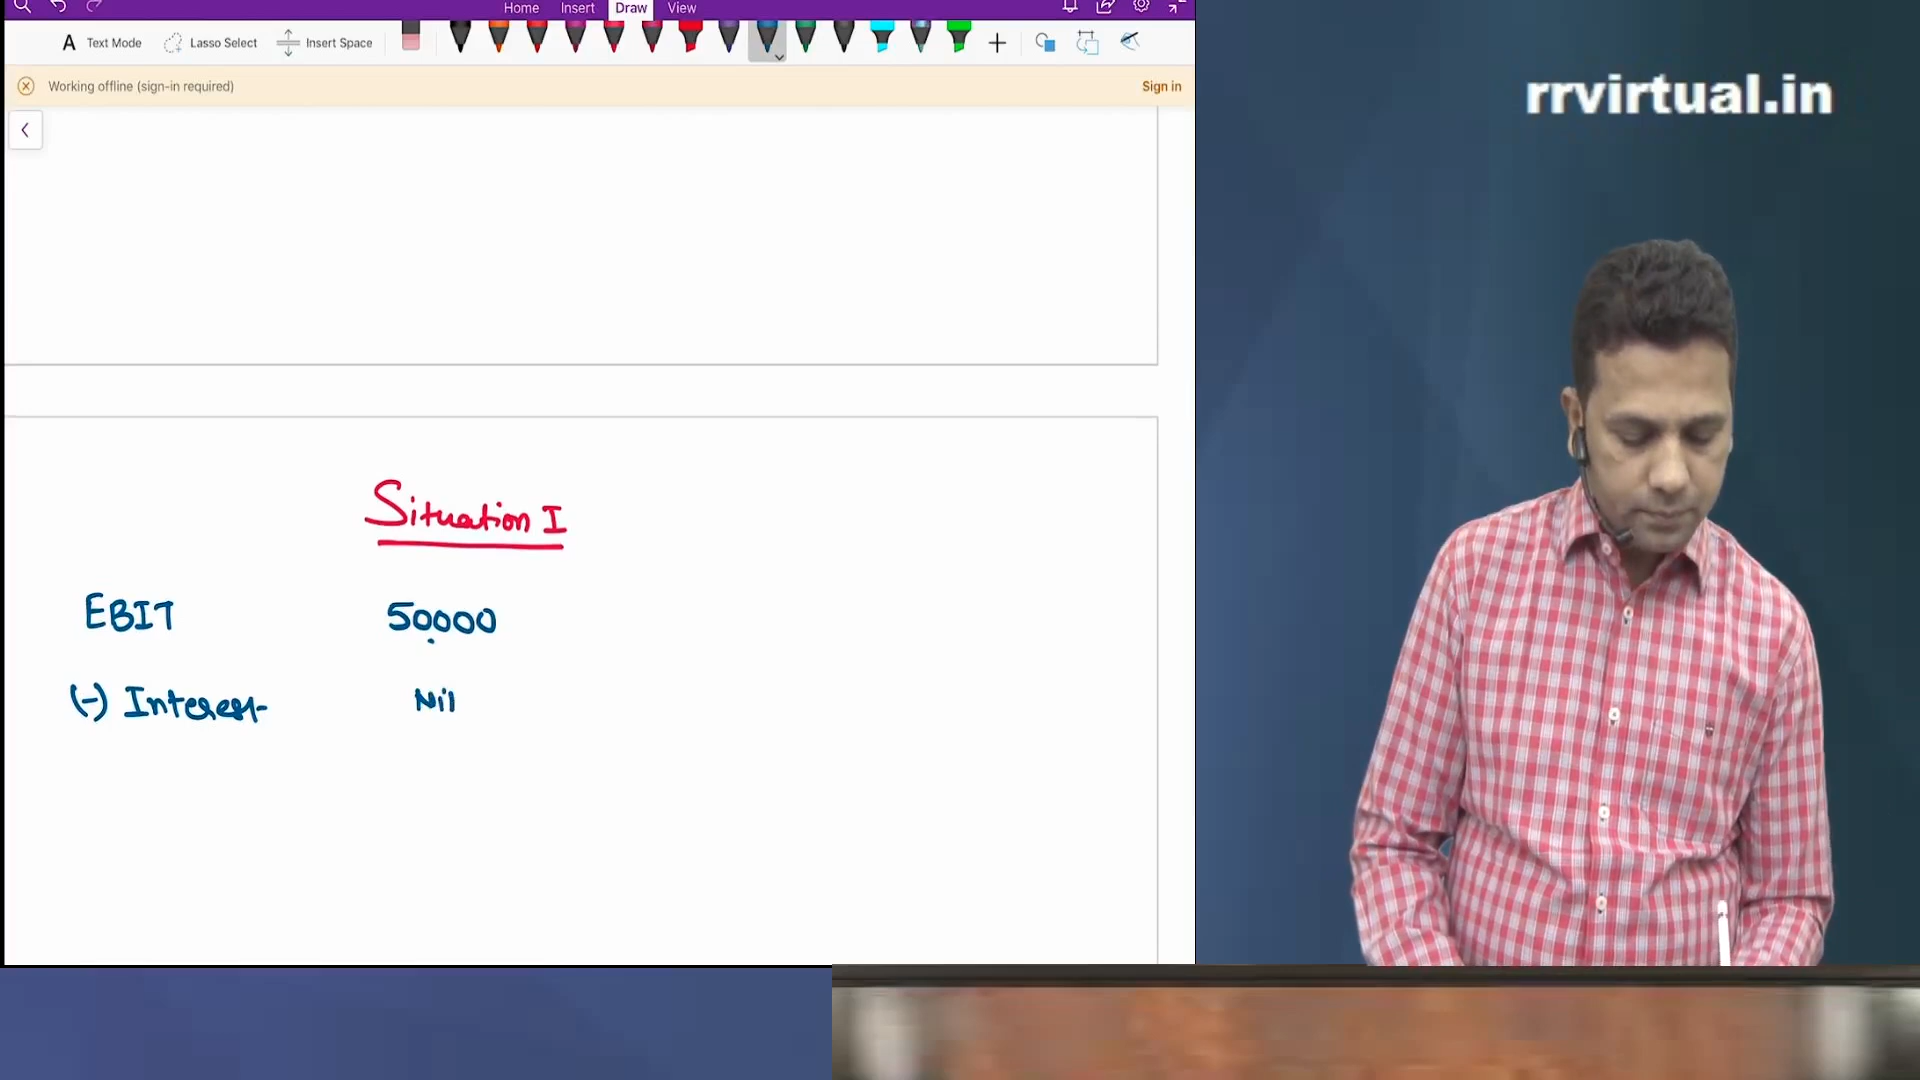 Home Insert Draw View
Text Mode Lasso Select Insert Space
Working offline (sign-in required) Sign in
rrvirtual.in
Situation I
EBIT 50000
(-) Interest Nil